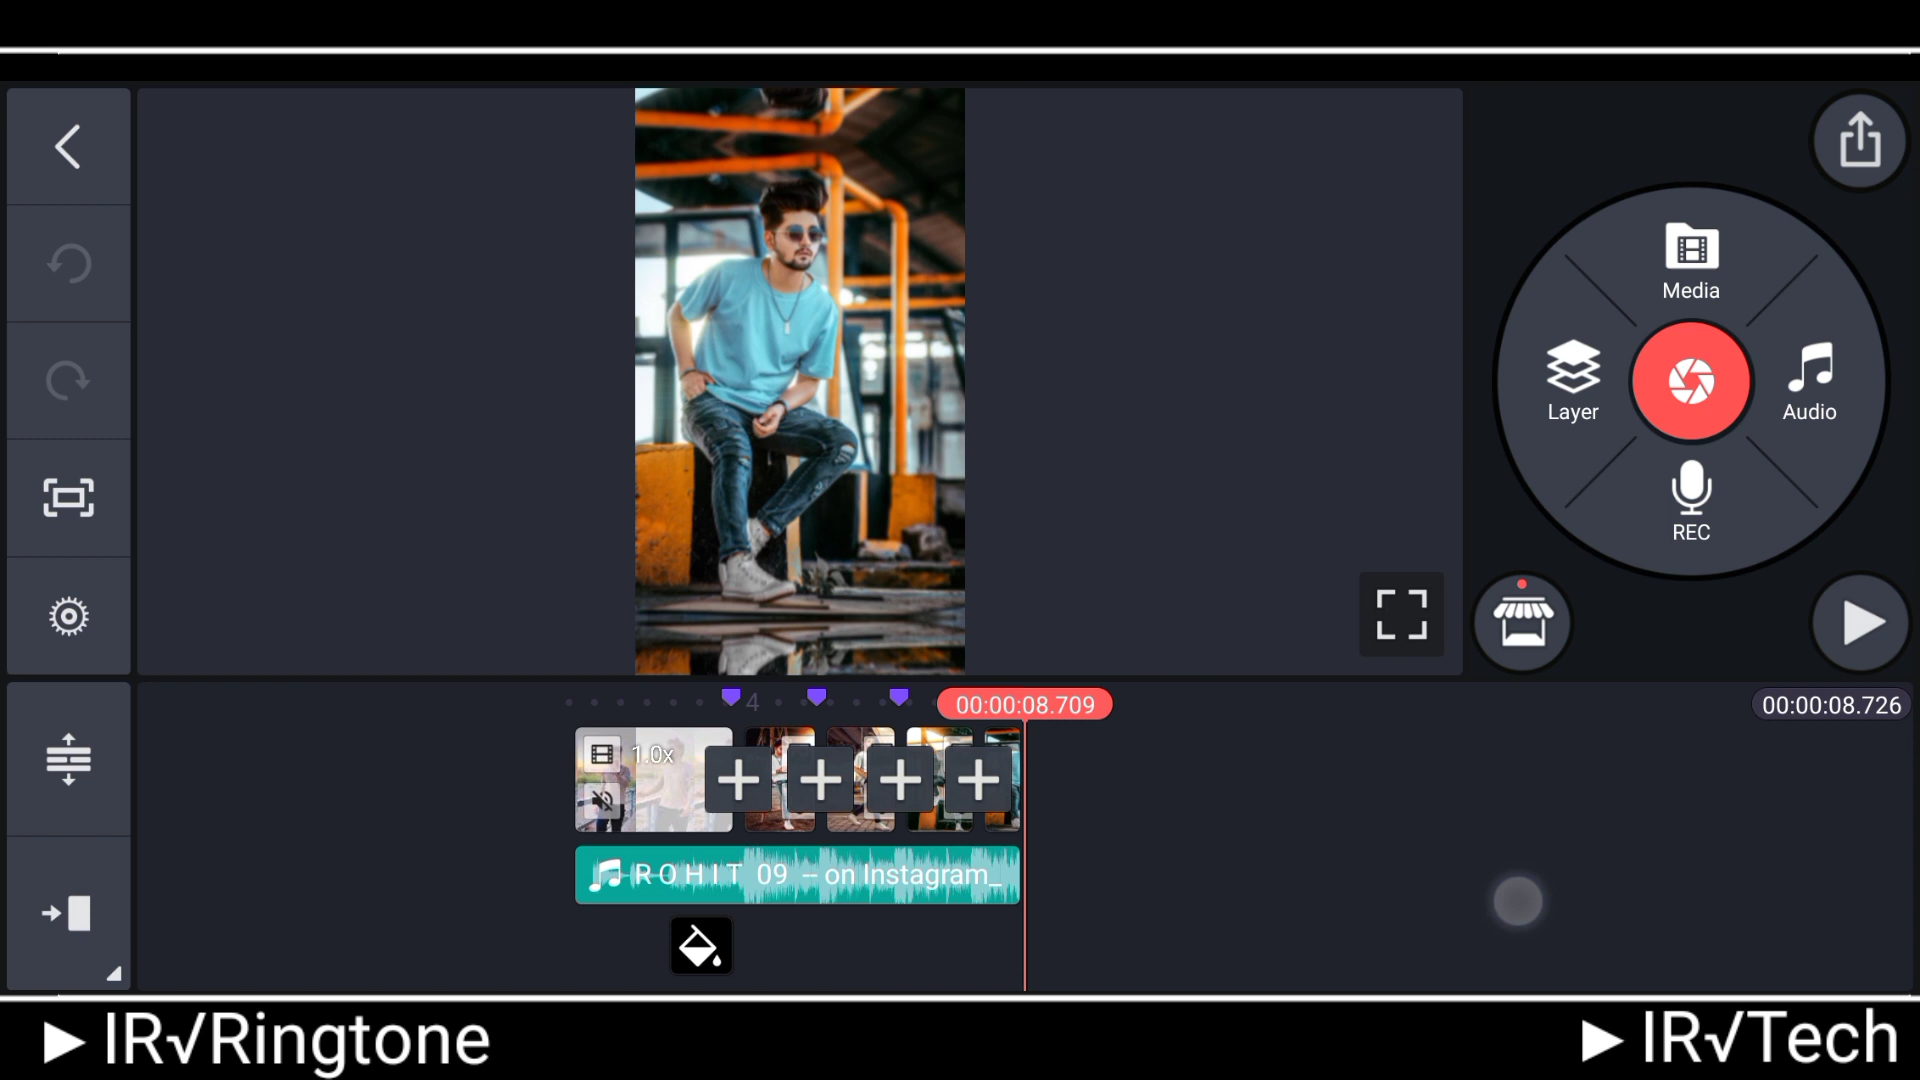 Media
Layer
Audio
REC
4
00:00:08.709
00:00:08.726
1.0x
R O H I T 09 -- on Instagram_
▶ IR√Ringtone
▶ IR√Tech